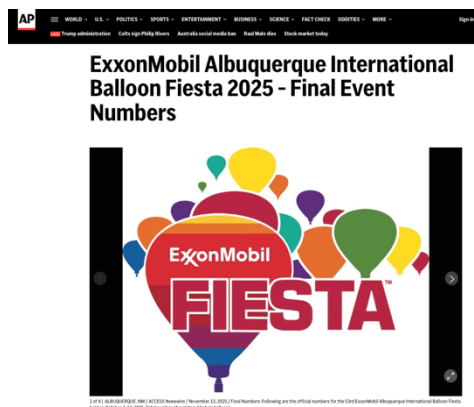 AP
WORLD U.S. POLITICS SPORTS ENTERTAINMENT BUSINESS SCIENCE FACT CHECK ODDITIES MORE Sign in
LIVE Trump administration Colts sign Philip Rivers Australia social media ban Raul Malo dies Stock market today
ExxonMobil Albuquerque International
Balloon Fiesta 2025 - Final Event
Numbers
ExxonMobil
FIESTA™
1 of 4 | ALBUQUERQUE, NM / ACCESS Newswire / November 13, 2025 / Final Numbers: Following are the official numbers for the 53rd ExxonMobil Albuquerque International Balloon Fiesta